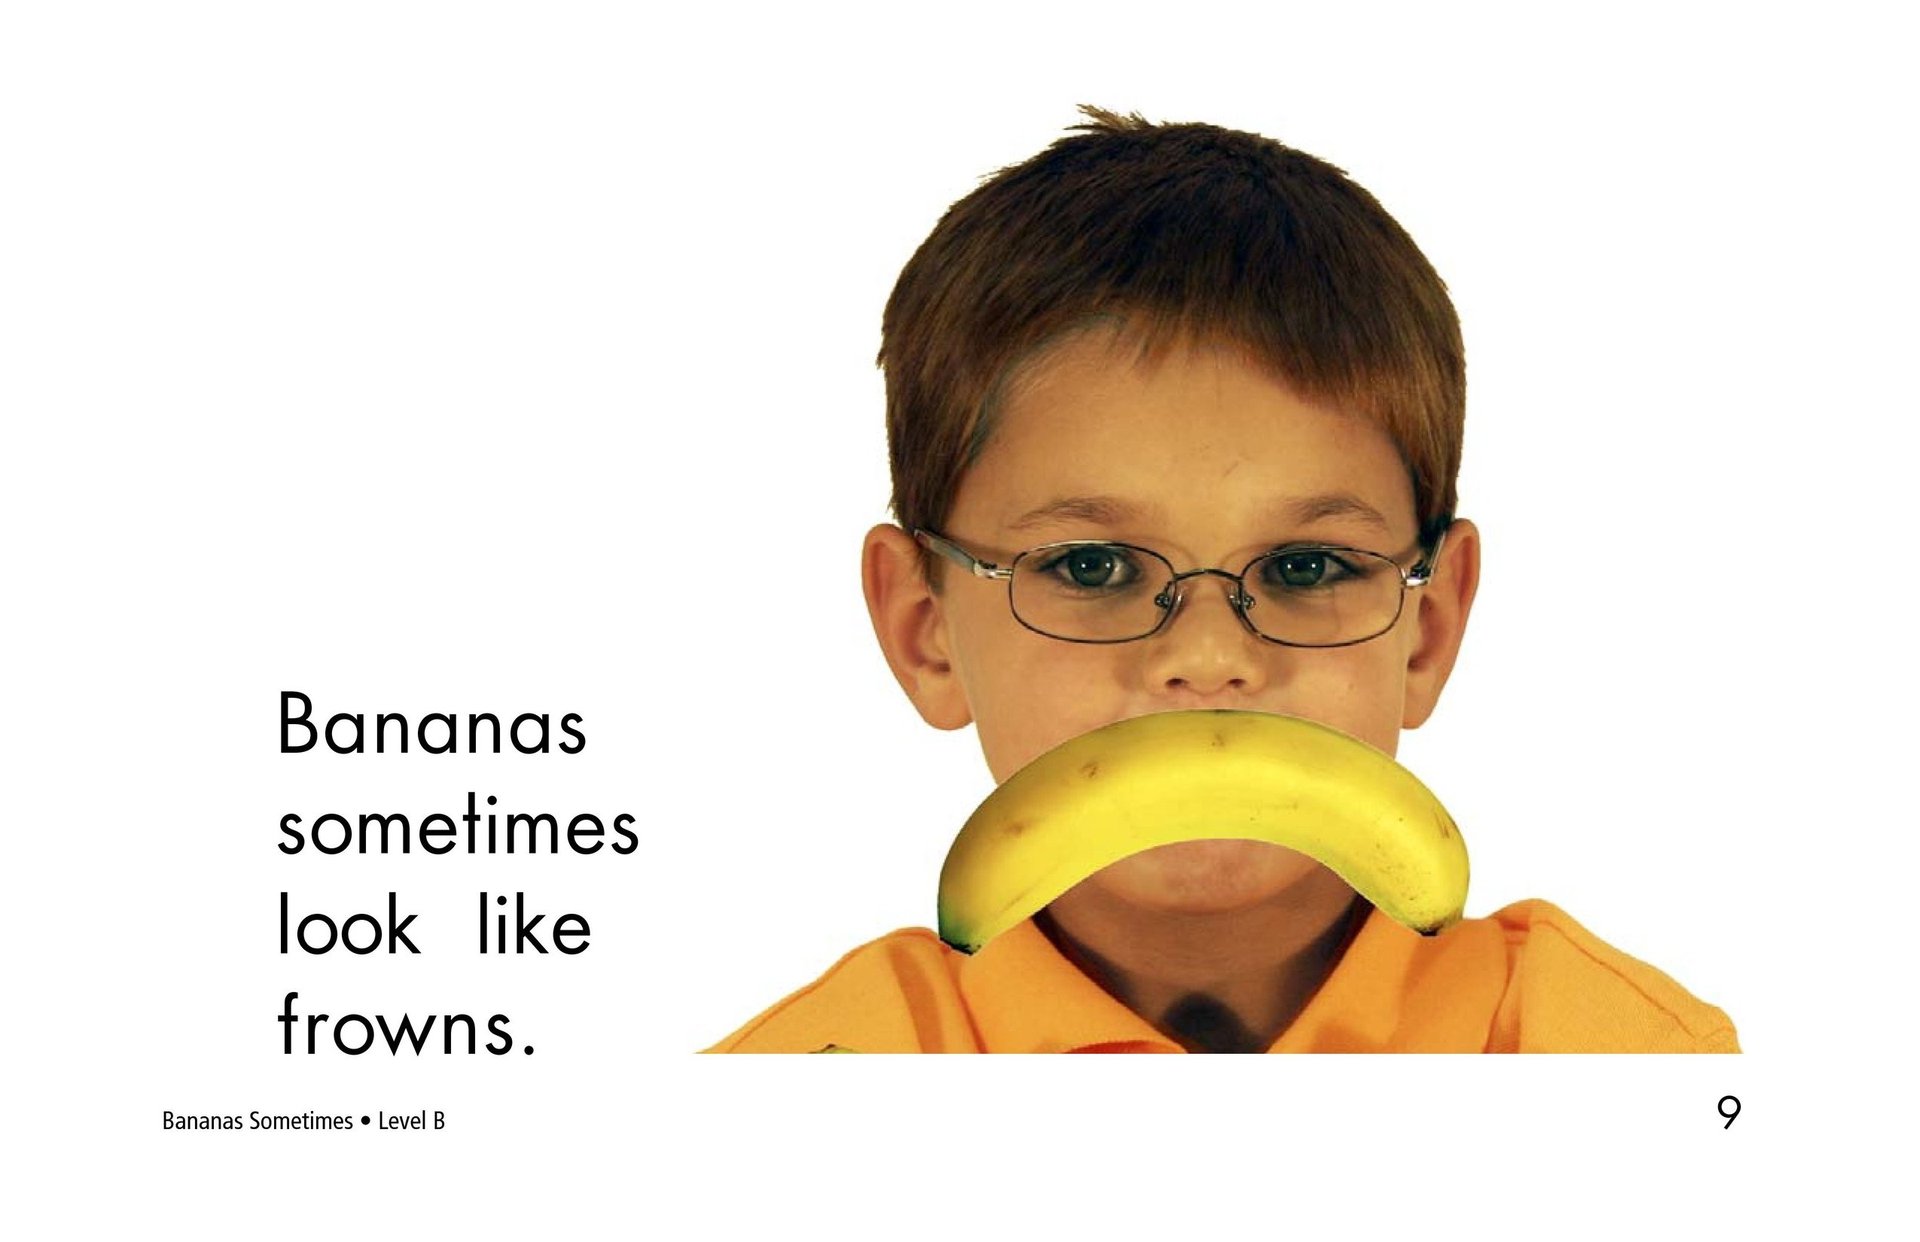 Bananas
sometimes
look like
frowns.
Bananas Sometimes • Level B
9